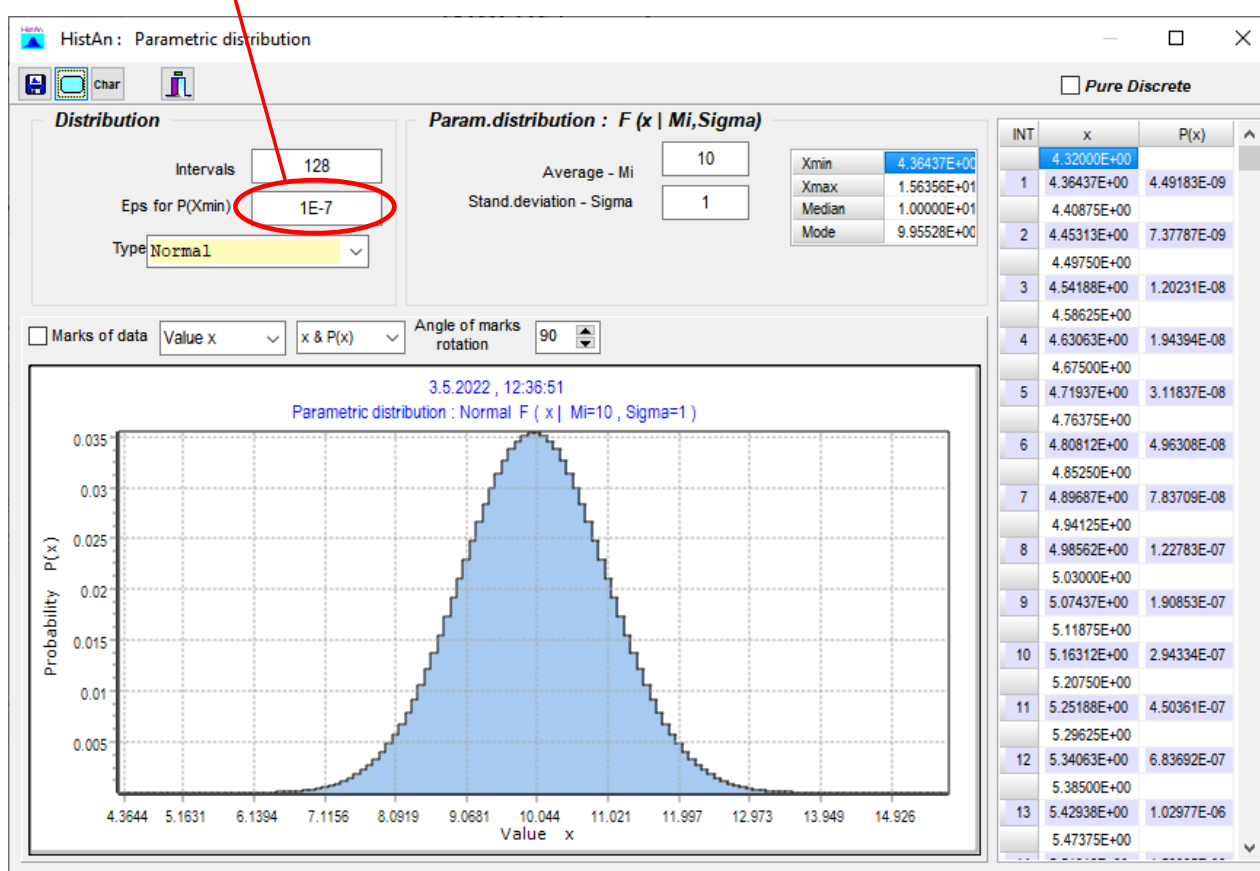 HistAn
HistAn : Parametric distribution
Char
Pure Discrete
Distribution
Intervals 128
Eps for P(Xmin) 1E-7
Type Normal
Param.distribution : F (x | Mi,Sigma)
Average - Mi 10
Stand.deviation - Sigma 1
Xmin 4.36437E+00
Xmax 1.56356E+01
Median 1.00000E+01
Mode 9.95528E+00
Marks of data Value x x & P(x) Angle of marks
rotation 90
3.5.2022 , 12:36:51
Parametric distribution : Normal F ( x | Mi=10 , Sigma=1 )
Probability P(x)
0.035
0.03
0.025
0.02
0.015
0.01
0.005
4.3644 5.1631 6.1394 7.1156 8.0919 9.0681 10.044 11.021 11.997 12.973 13.949 14.926
Value x
INT x P(x)
4.32000E+00
1 4.36437E+00 4.49183E-09
4.40875E+00
2 4.45313E+00 7.37787E-09
4.49750E+00
3 4.54188E+00 1.20231E-08
4.58625E+00
4 4.63063E+00 1.94394E-08
4.67500E+00
5 4.71937E+00 3.11837E-08
4.76375E+00
6 4.80812E+00 4.96308E-08
4.85250E+00
7 4.89687E+00 7.83709E-08
4.94125E+00
8 4.98562E+00 1.22783E-07
5.03000E+00
9 5.07437E+00 1.90853E-07
5.11875E+00
10 5.16312E+00 2.94334E-07
5.20750E+00
11 5.25188E+00 4.50361E-07
5.29625E+00
12 5.34063E+00 6.83692E-07
5.38500E+00
13 5.42938E+00 1.02977E-06
5.47375E+00